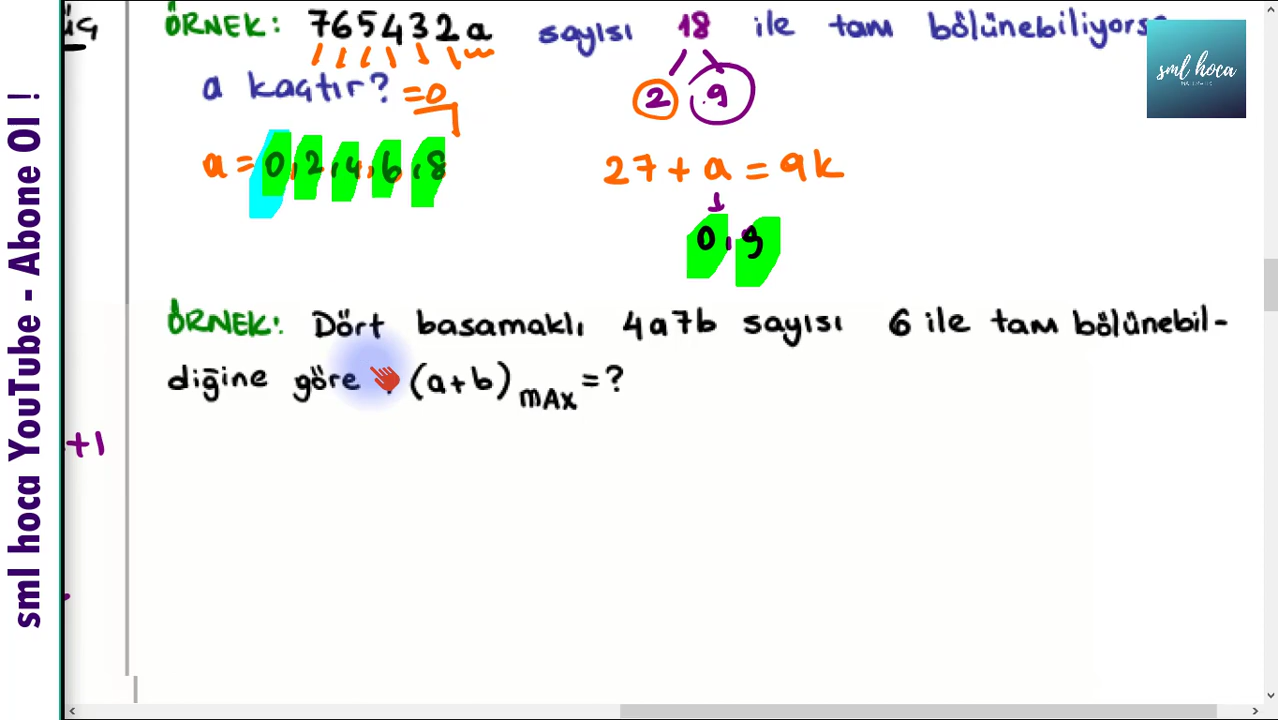 üç
ÖRNEK: 765432a sayısı 18 ile tam bölünebiliyorsa
a kaçtır? =0
2 9
a = 0, 2, 4, 6, 8
27 + a = 9k
0, 9
ÖRNEK: Dört basamaklı 4a7b sayısı 6 ile tam bölünebil-
diğine göre, (a+b) MAX = ?
+1
sml hoca YouTube - Abone Ol !
sml hoca